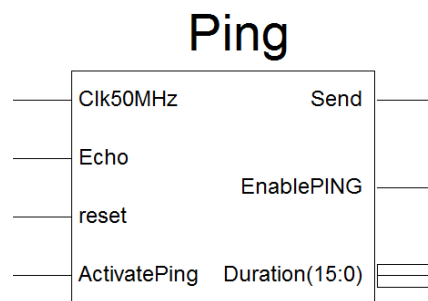 Ping
Clk50MHz Send
Echo
EnablePING
reset
ActivatePing Duration(15:0)